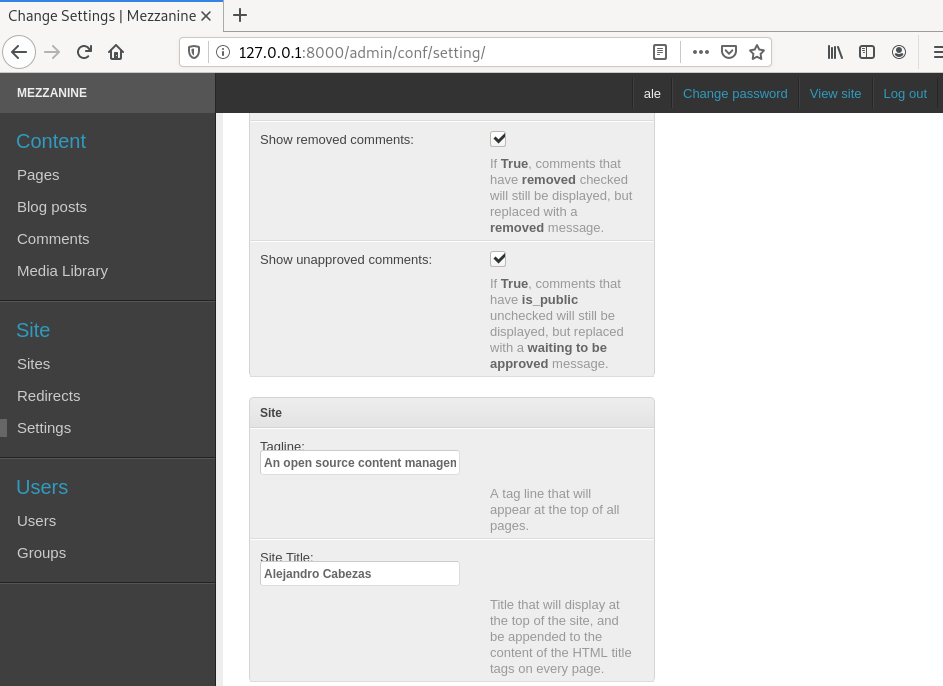 Change Settings | Mezzanine
127.0.0.1:8000/admin/conf/setting/
MEZZANINE
ale
Change password
View site
Log out
Content
Pages
Blog posts
Comments
Media Library
Site
Sites
Redirects
Settings
Users
Users
Groups
Show removed comments:
If True, comments that
have removed checked
will still be displayed, but
replaced with a
removed message.
Show unapproved comments:
If True, comments that
have is_public
unchecked will still be
displayed, but replaced
with a waiting to be
approved message.
Site
Tagline:
An open source content managem
A tag line that will
appear at the top of all
pages.
Site Title:
Alejandro Cabezas
Title that will display at
the top of the site, and
be appended to the
content of the HTML title
tags on every page.